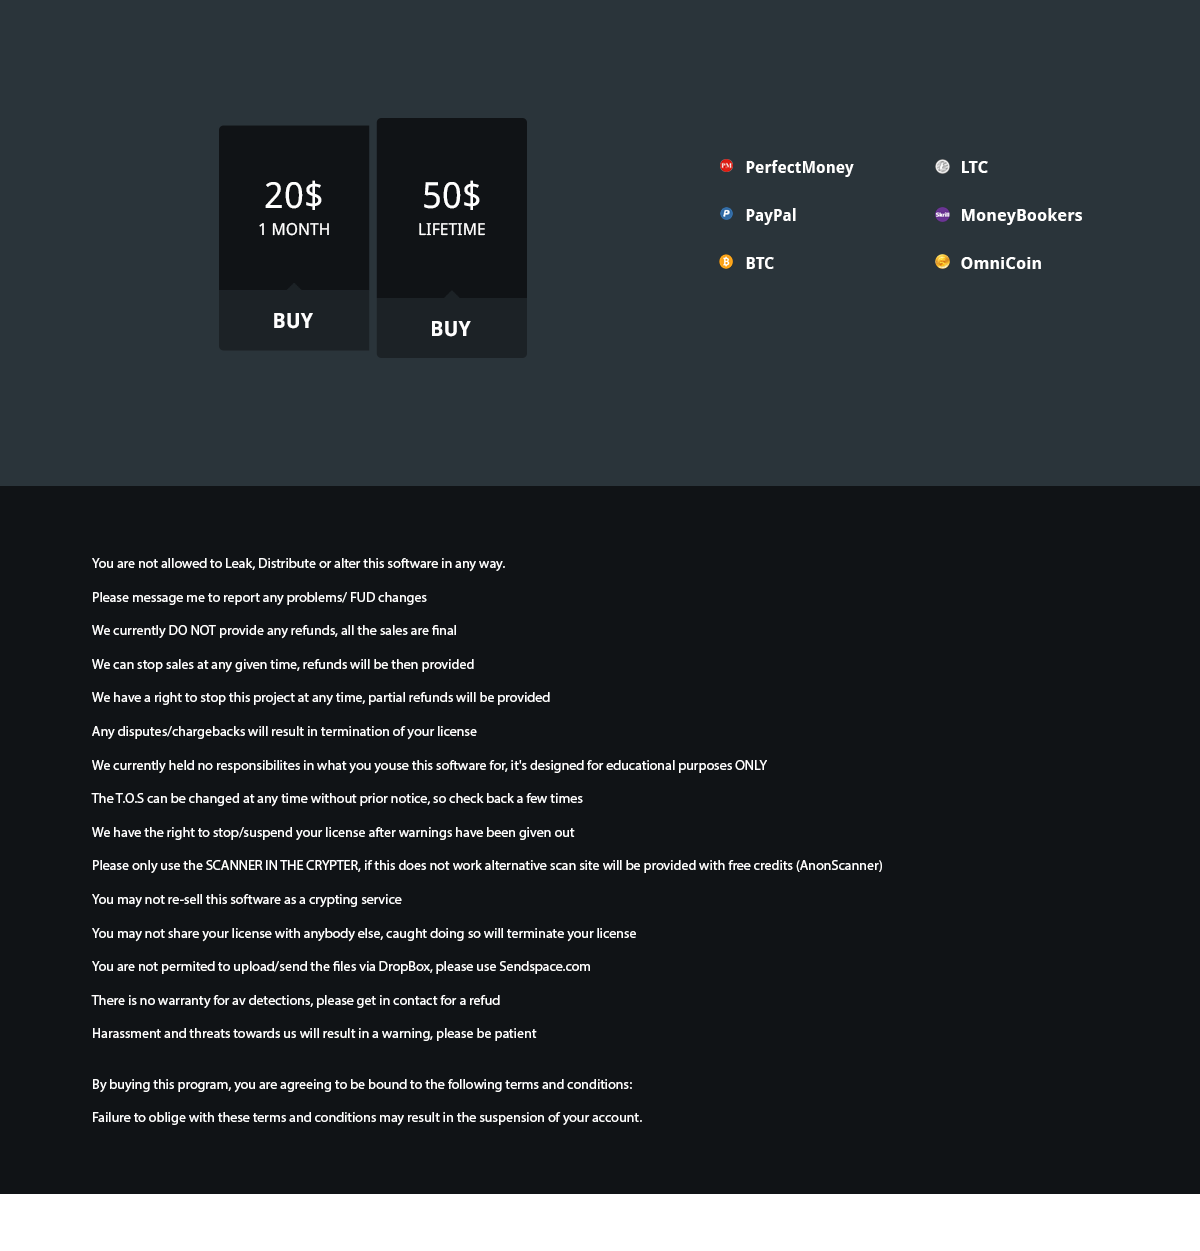 20$
1 MONTH
BUY
50$
LIFETIME
BUY
PM PerfectMoney
LTC
PayPal
Skrill MoneyBookers
BTC
OmniCoin
You are not allowed to Leak, Distribute or alter this software in any way.
Please message me to report any problems/ FUD changes
We currently DO NOT provide any refunds, all the sales are final
We can stop sales at any given time, refunds will be then provided
We have a right to stop this project at any time, partial refunds will be provided
Any disputes/chargebacks will result in termination of your license
We currently held no responsibilites in what you youse this software for, it's designed for educational purposes ONLY
The T.O.S can be changed at any time without prior notice, so check back a few times
We have the right to stop/suspend your license after warnings have been given out
Please only use the SCANNER IN THE CRYPTER, if this does not work alternative scan site will be provided with free credits (AnonScanner)
You may not re-sell this software as a crypting service
You may not share your license with anybody else, caught doing so will terminate your license
You are not permited to upload/send the files via DropBox, please use Sendspace.com
There is no warranty for av detections, please get in contact for a refud
Harassment and threats towards us will result in a warning, please be patient
By buying this program, you are agreeing to be bound to the following terms and conditions:
Failure to oblige with these terms and conditions may result in the suspension of your account.